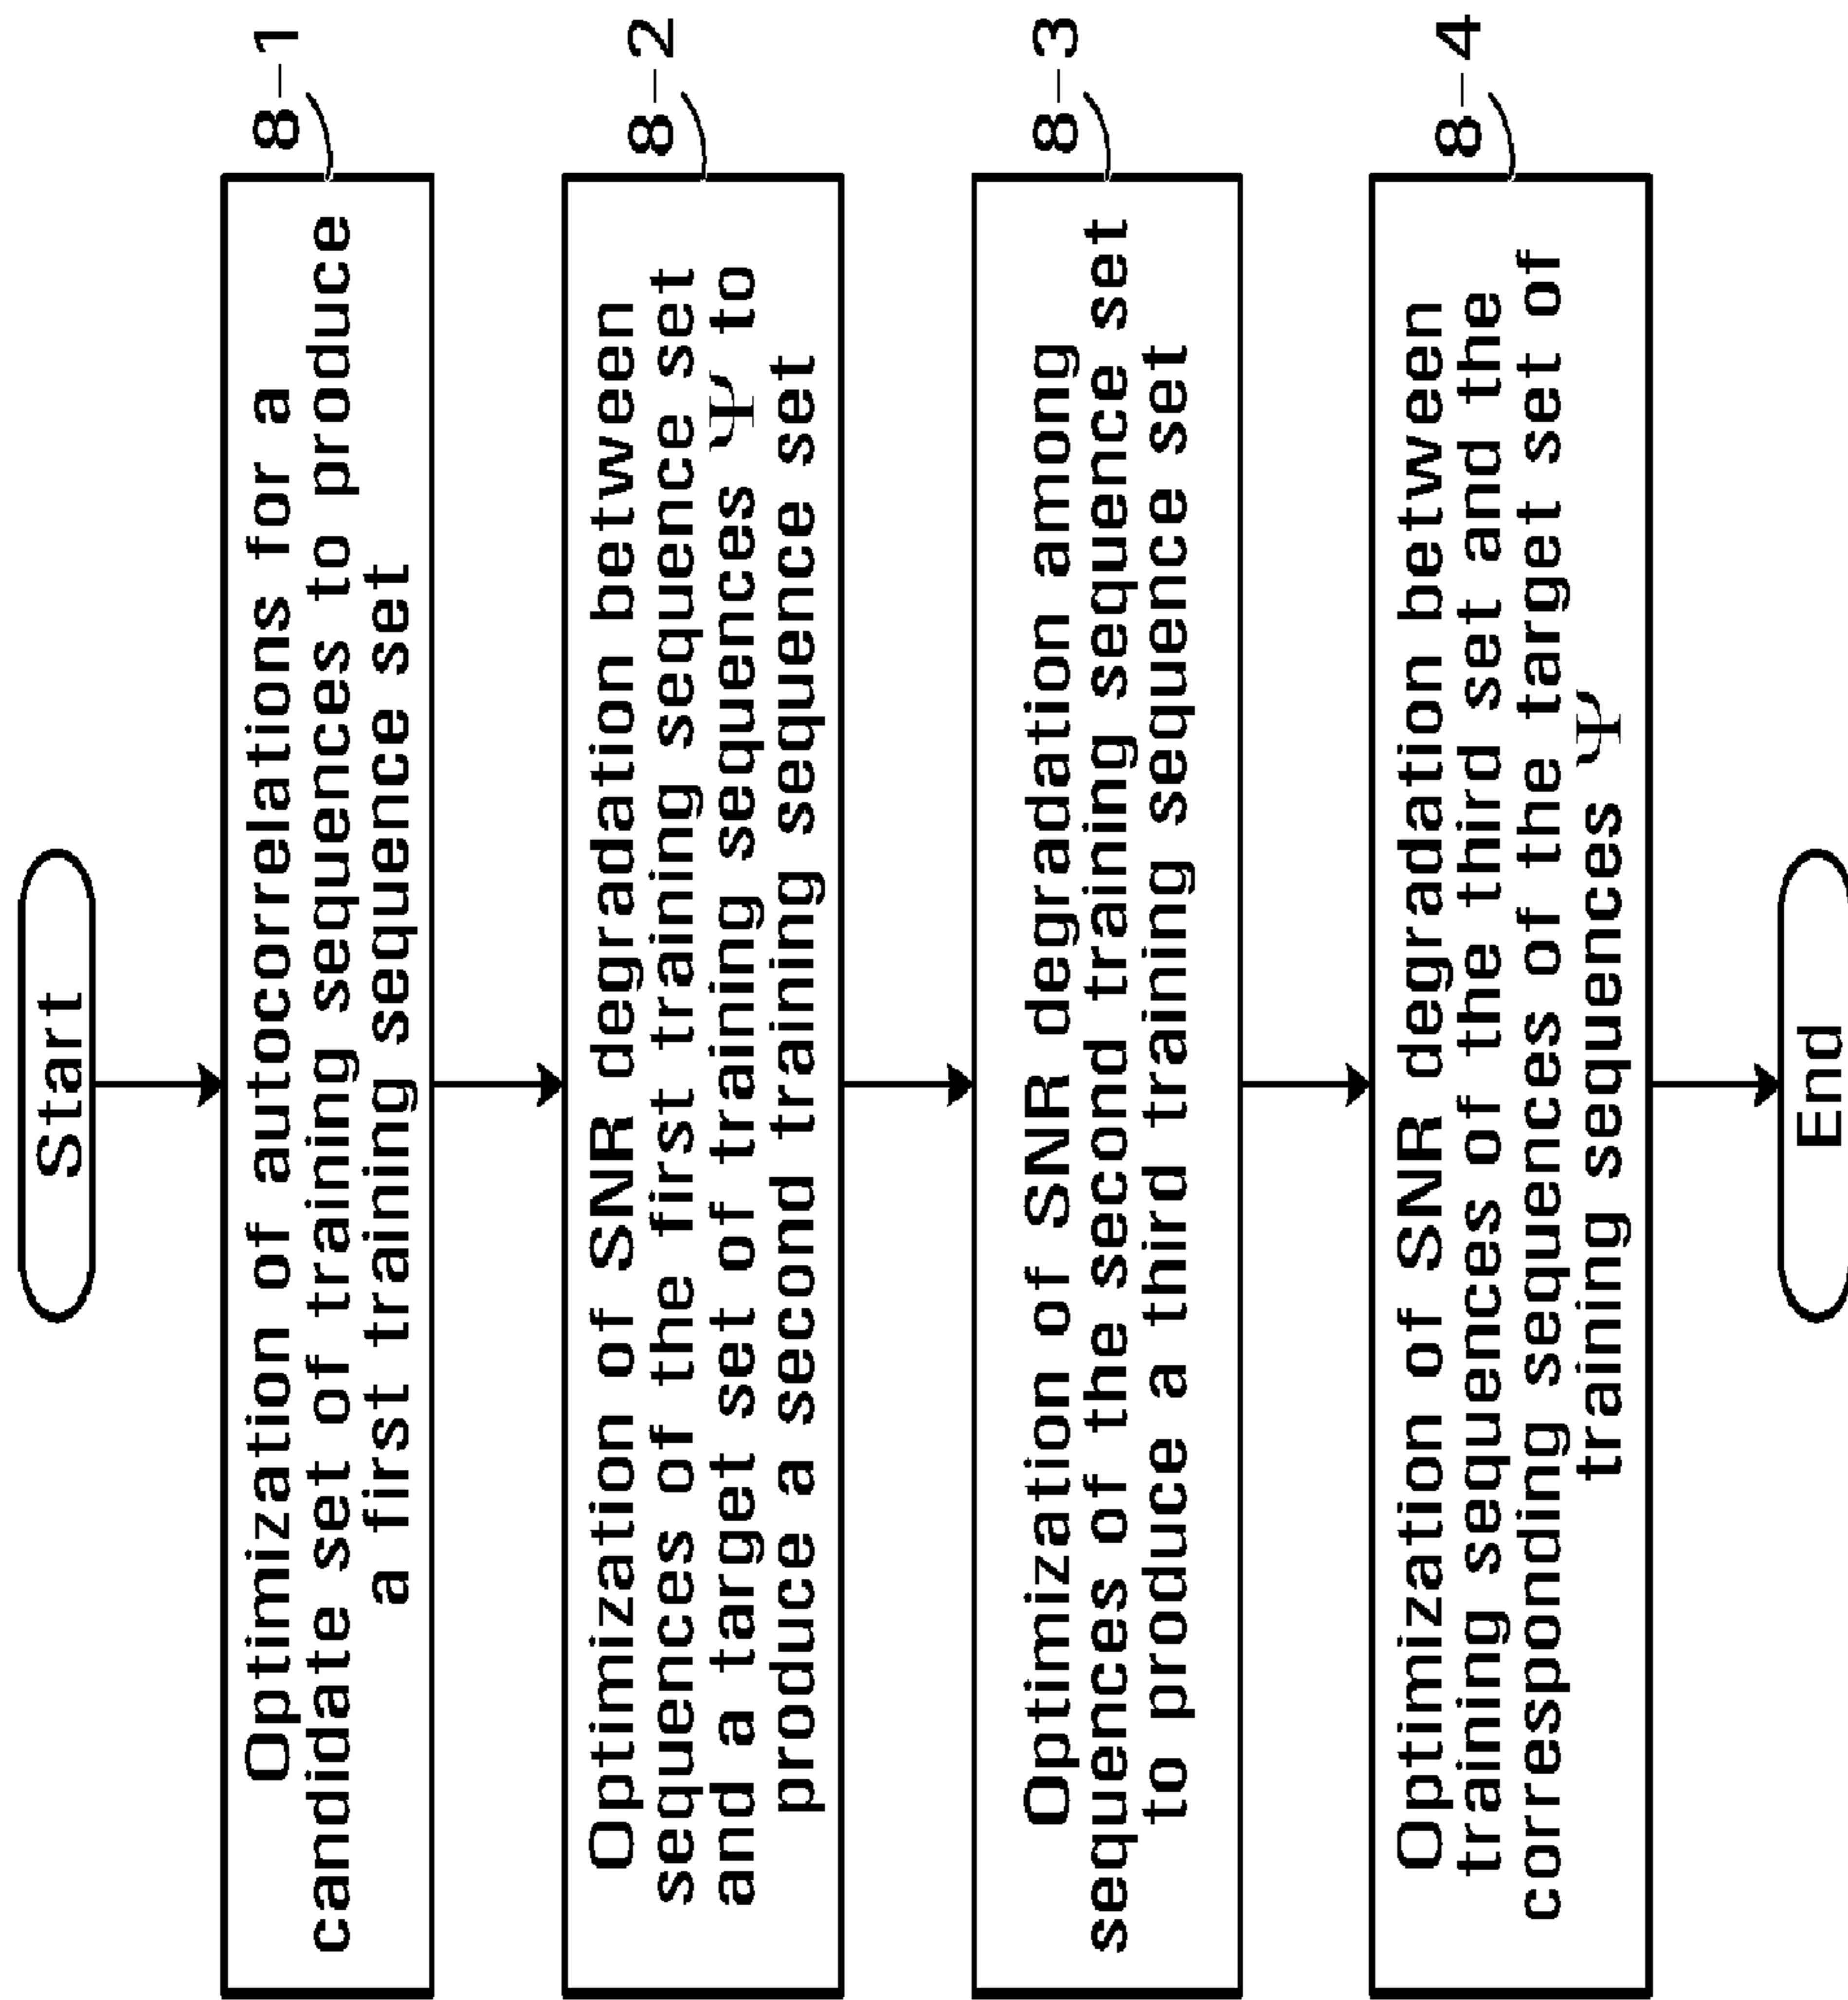 Start
8-1
Optimization of autocorrelations for a
candidate set of training sequences to produce
a first training sequence set
8-2
Optimization of SNR degradation between
sequences of the first training sequence set
and a target set of training sequences Ψ to
produce a second training sequence set
8-3
Optimization of SNR degradation among
sequences of the second training sequence set
to produce a third training sequence set
8-4
Optimization of SNR degradation between
training sequences of the third set and the
corresponding sequences of the target set of
training sequences Ψ
End